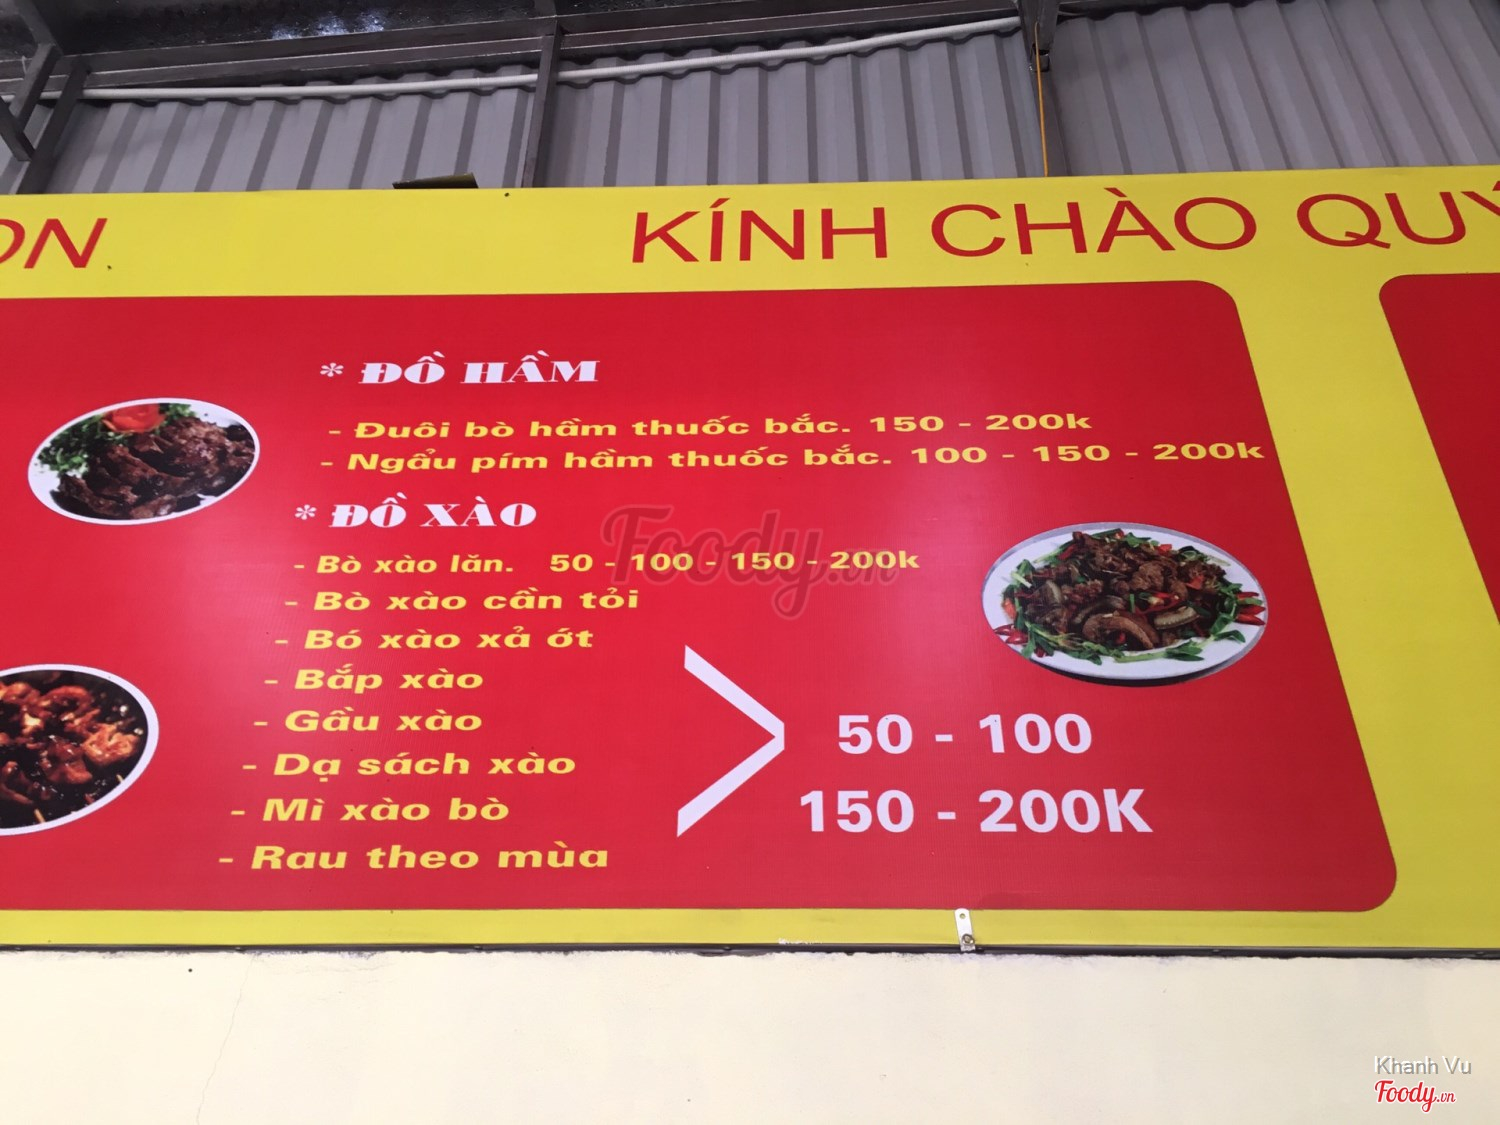 ON
KÍNH CHÀO QUÝ
* ĐỒ HẦM
- Đuôi bò hầm thuốc bắc. 150 - 200k
- Ngẩu pím hầm thuốc bắc. 100 - 150 - 200k
* ĐỒ XÀO
- Bò xào lăn. 50 - 100 - 150 - 200k
- Bò xào cần tỏi
- Bó xào xả ớt
- Bắp xào
- Gầu xào
- Dạ sách xào
- Mì xào bò
- Rau theo mùa
50 - 100
150 - 200K
Foody.vn
Khanh Vu
Foody.vn